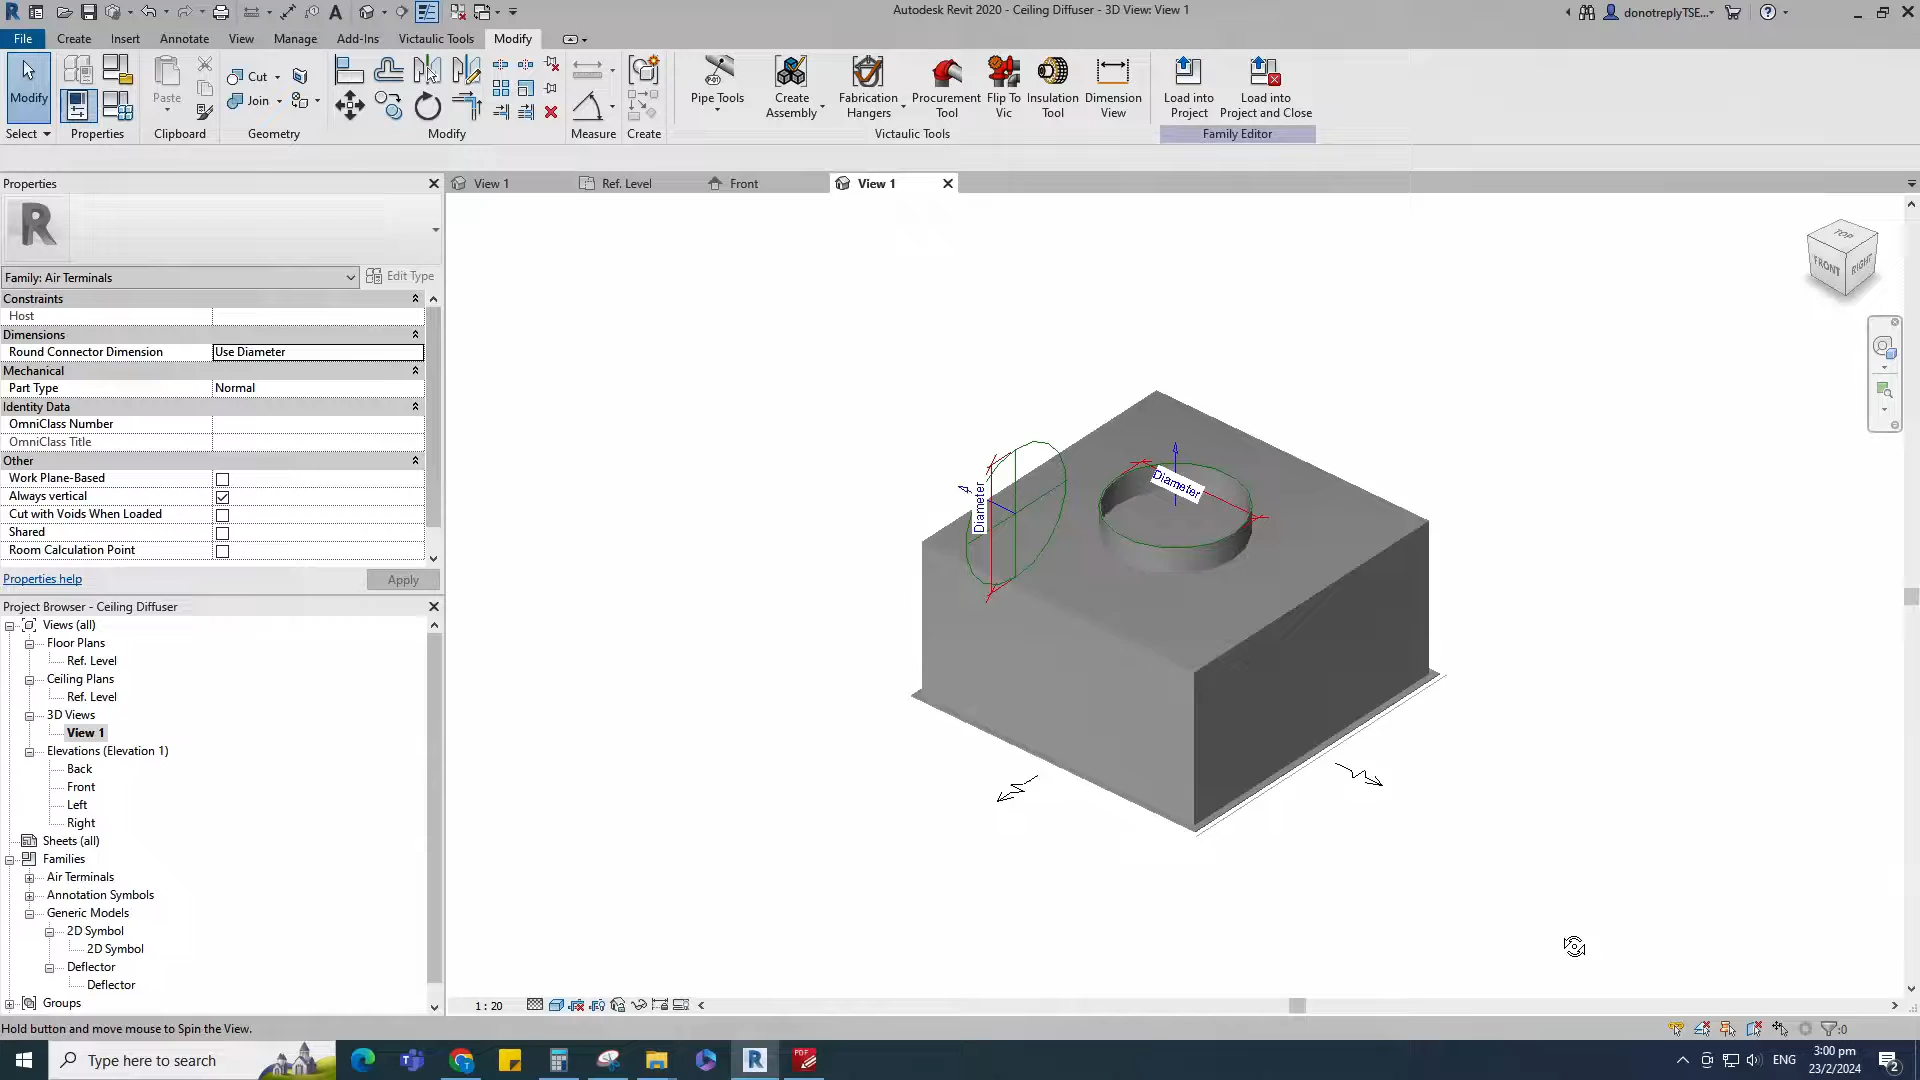 Autodesk Revit 2020 - Ceiling Diffuser - 3D View: View 1
donotreplyTSE...
File
Create
Insert
Annotate
View
Manage
Add-Ins
Victaulic Tools
Modify
Modify
Paste
Cut
Join
Pipe Tools
Create Assembly
Fabrication Hangers
Procurement Tool
Flip To Vic
Insulation Tool
Dimension View
Load into Project
Load into Project and Close
Select
Properties
Clipboard
Geometry
Modify
Measure
Create
Victaulic Tools
Family Editor
Properties
View 1
Ref. Level
Front
View 1
Family: Air Terminals
Edit Type
Constraints
Host
Dimensions
Round Connector Dimension
Use Diameter
Mechanical
Part Type
Normal
Identity Data
OmniClass Number
OmniClass Title
Other
Work Plane-Based
Always vertical
Cut with Voids When Loaded
Shared
Room Calculation Point
Properties help
Apply
TOP
FRONT
RIGHT
Diameter
Diameter
Project Browser - Ceiling Diffuser
Views (all)
Floor Plans
Ref. Level
Ceiling Plans
Ref. Level
3D Views
View 1
Elevations (Elevation 1)
Back
Front
Left
Right
Sheets (all)
Families
Air Terminals
Annotation Symbols
Generic Models
2D Symbol
2D Symbol
Deflector
Deflector
Groups
1 : 20
Hold button and move mouse to Spin the View.
:0
Type here to search
ENG
3:00 pm
23/2/2024
2